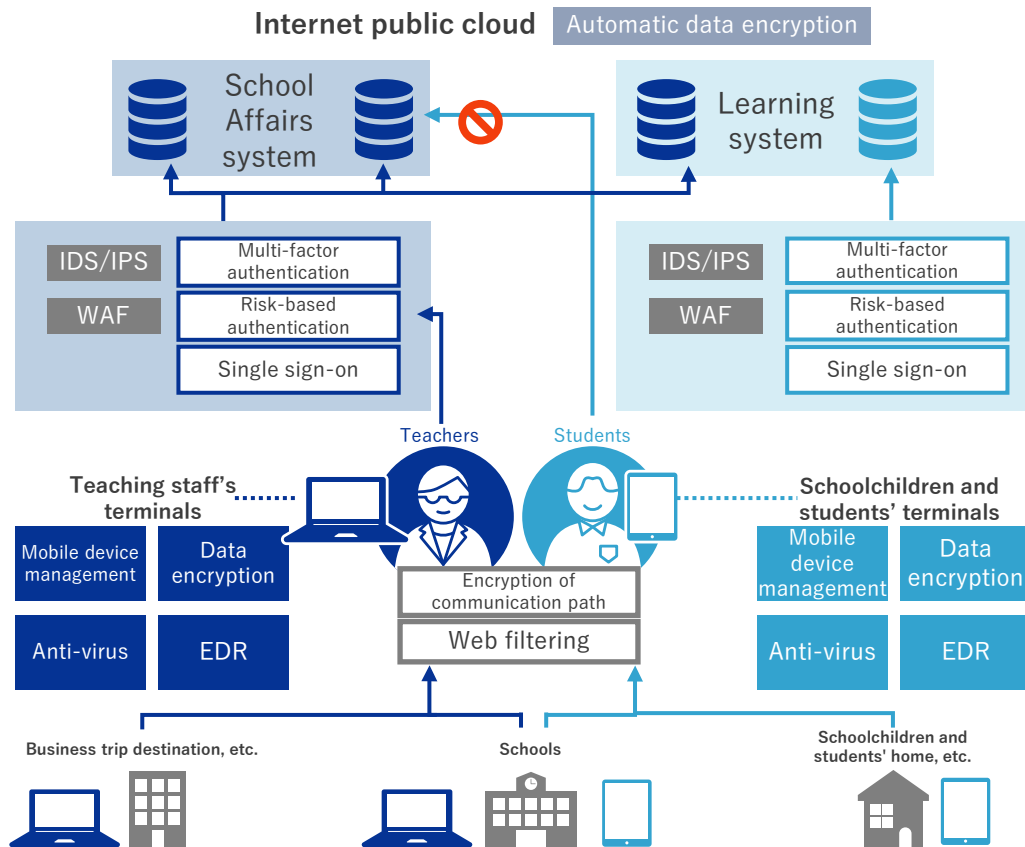 Internet public cloud
Automatic data encryption
School
Affairs
system
Learning
system
IDS/IPS
WAF
Multi-factor
authentication
Risk-based
authentication
Single sign-on
IDS/IPS
WAF
Multi-factor
authentication
Risk-based
authentication
Single sign-on
Teachers
Students
Teaching staff's
terminals
Mobile device
management
Data
encryption
Anti-virus
EDR
Schoolchildren and
students' terminals
Mobile
device
management
Data
encryption
Anti-virus
EDR
Encryption of
communication path
Web filtering
Business trip destination, etc.
Schools
Schoolchildren and
students' home, etc.